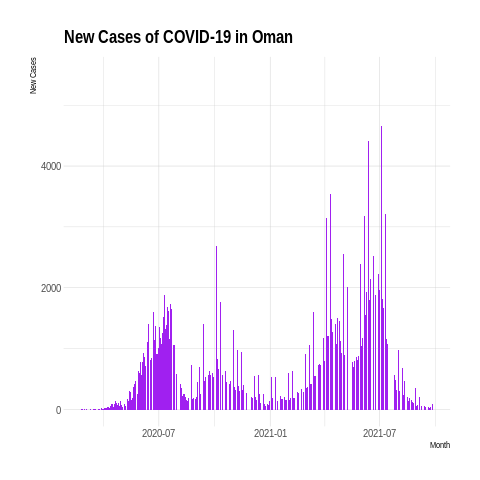 New Cases of COVID-19 in Oman
New Cases
4000
2000
0
2020-07 2021-01 2021-07
Month